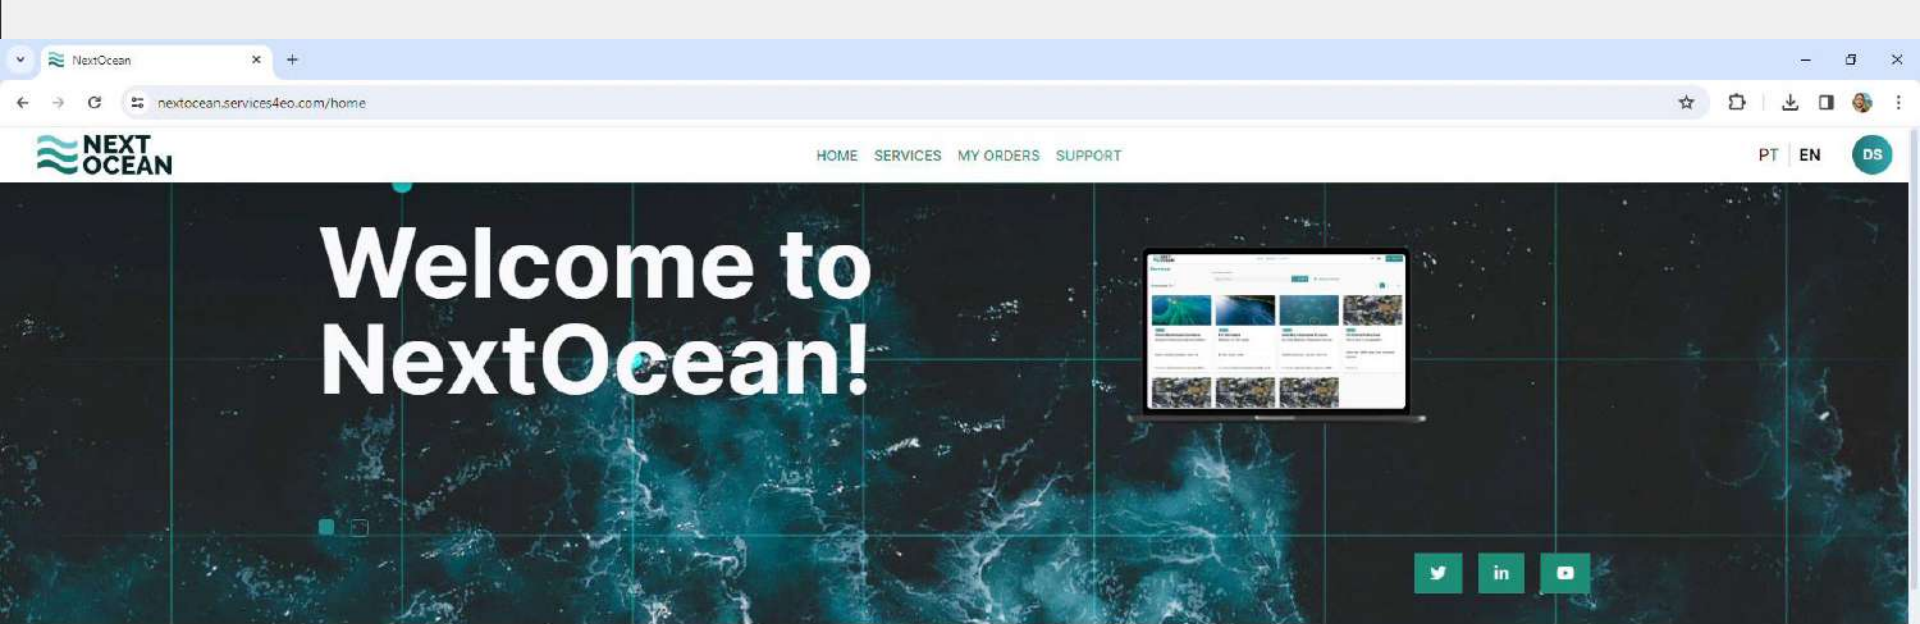 NextOcean
nextocean.services4eo.com/home
NEXT
OCEAN
HOME SERVICES MY ORDERS SUPPORT
PT EN
DS
Welcome to
NextOcean!
in